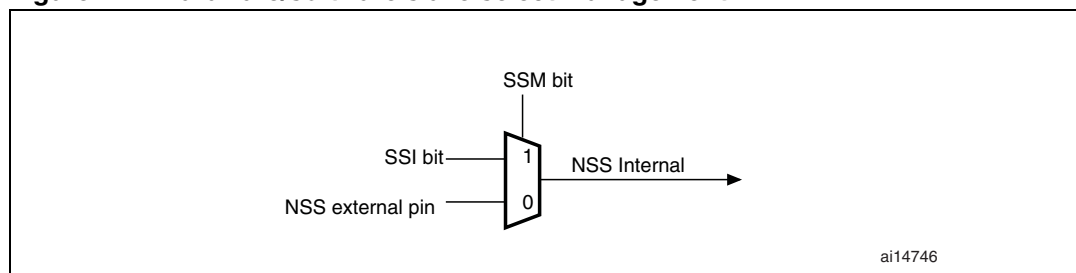 SSM bit
SSI bit
1
NSS Internal
NSS external pin
0
ai14746